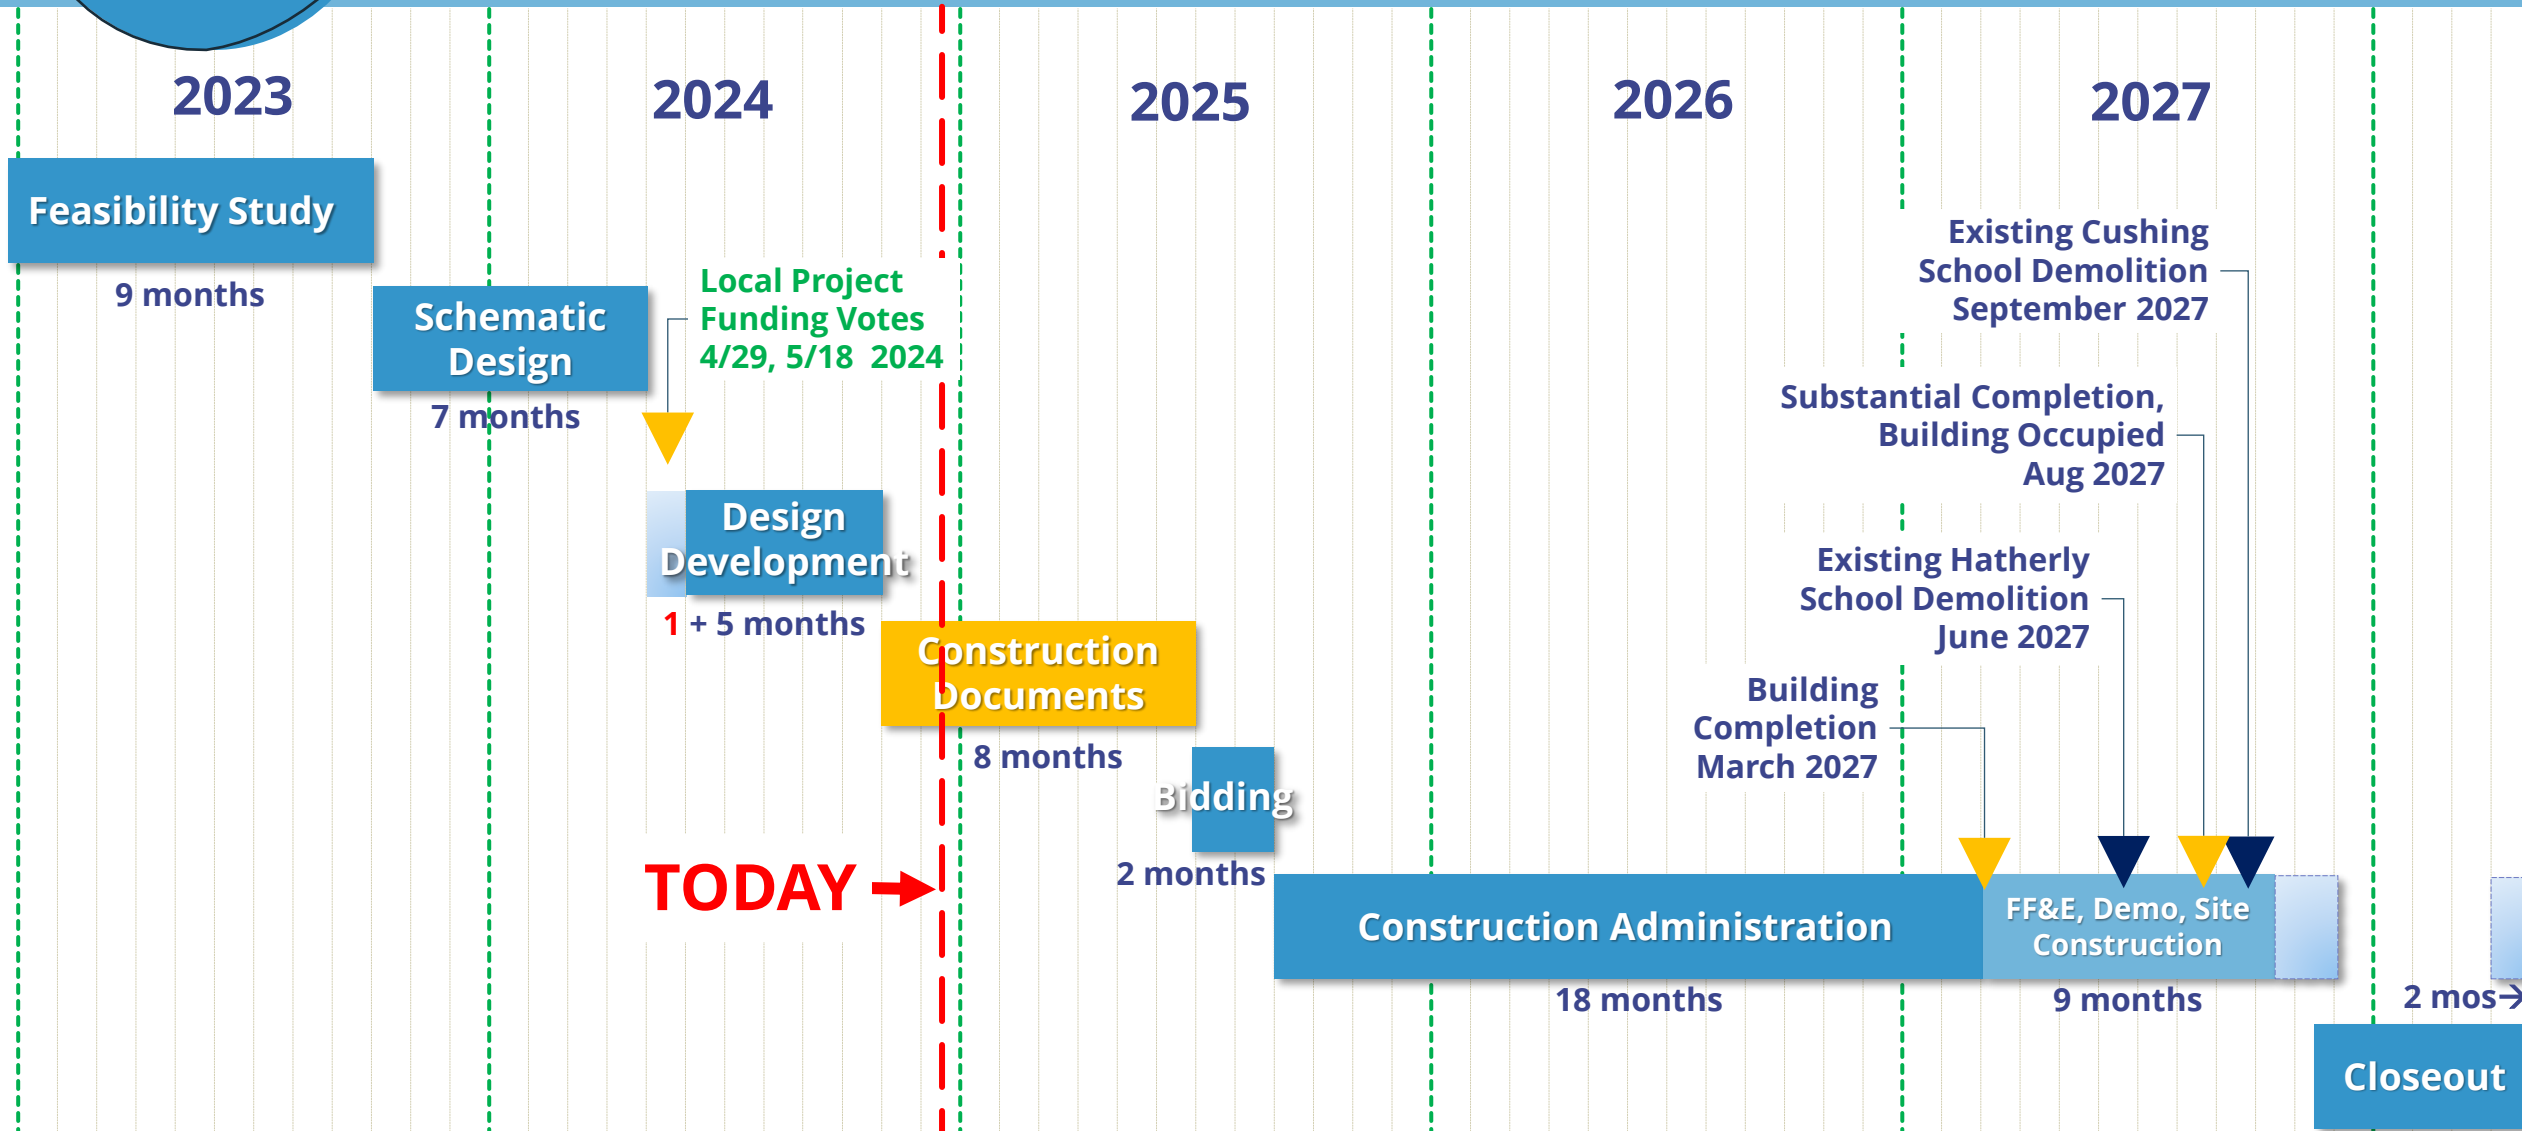 2023
2024
2025
2026
2027
Feasibility Study
9 months
Schematic
Design
7 months
Local Project
Funding Votes
4/29, 5/18  2024
Design
Development
1 + 5 months
Construction
Documents
8 months
Bidding
2 months
TODAY
Existing Cushing
School Demolition
September 2027
Substantial Completion,
Building Occupied
Aug 2027
Existing Hatherly
School Demolition
June 2027
Building
Completion
March 2027
Construction Administration
18 months
FF&E, Demo, Site
Construction
9 months
2 mos→
Closeout